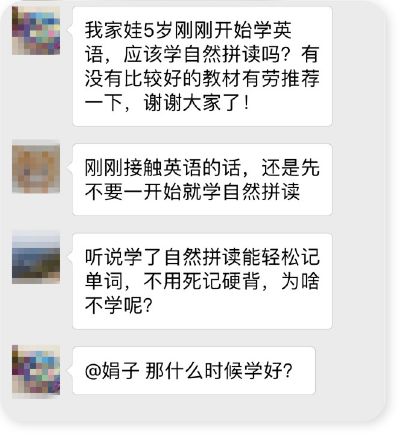 我家娃5岁刚刚开始学英
语，应该学自然拼读吗？有
没有比较好的教材有劳推荐
一下，谢谢大家了！
刚刚接触英语的话，还是先
不要一开始就学自然拼读
听说学了自然拼读能轻松记
单词，不用死记硬背，为啥
不学呢？
@娟子 那什么时候学好？